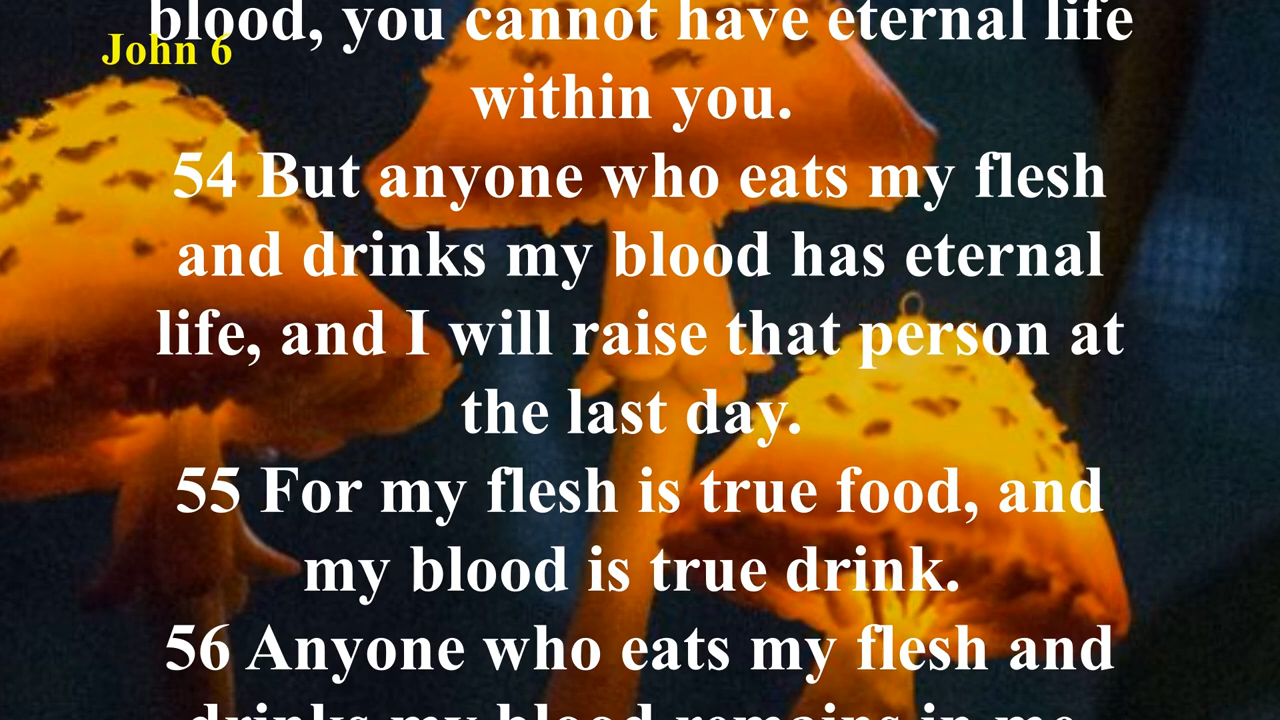 blood, you cannot have eternal life
John 6
within you.
54 But anyone who eats my flesh
and drinks my blood has eternal
life, and I will raise that person at
the last day.
55 For my flesh is true food, and
my blood is true drink.
56 Anyone who eats my flesh and
drinks my blood remains in me,